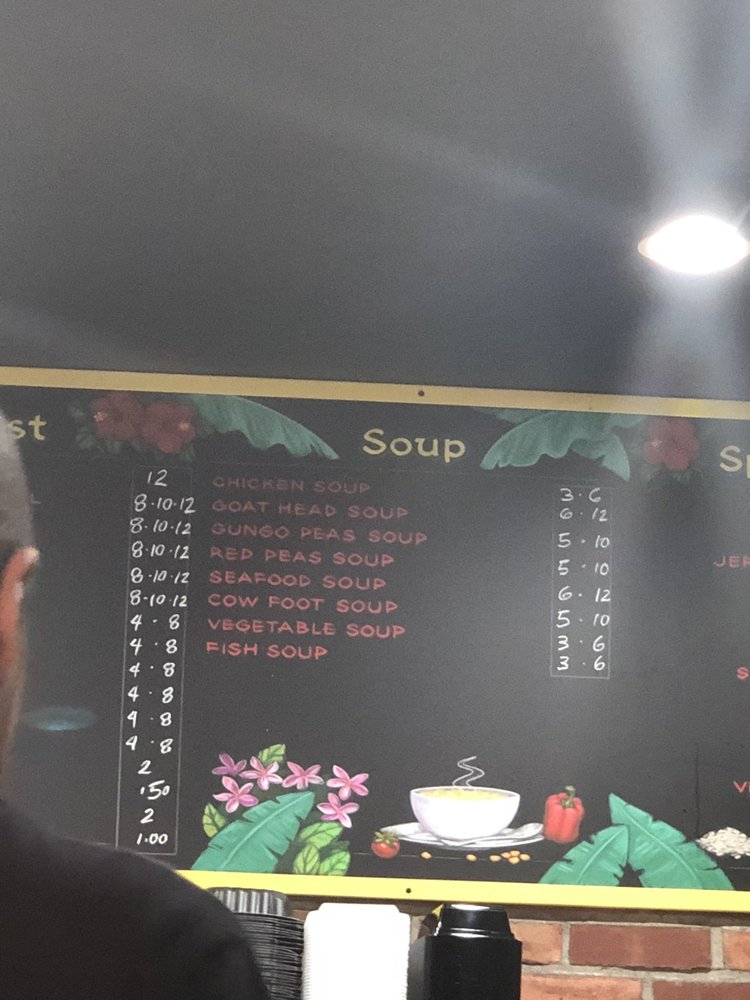 st
12
8·10·12
8·10·12
8·10·12
8·10·12
8·10·12
4 · 8
4 · 8
4 · 8
4 · 8
4 · 8
4 · 8
2
.50
2
1.00
Soup
CHICKEN SOUP 3·6
GOAT HEAD SOUP 6·12
GUNGO PEAS SOUP 5·10
RED PEAS SOUP 5·10
SEAFOOD SOUP 6·12
COW FOOT SOUP 5·10
VEGETABLE SOUP 3·6
FISH SOUP 3·6
Sp
JER
S